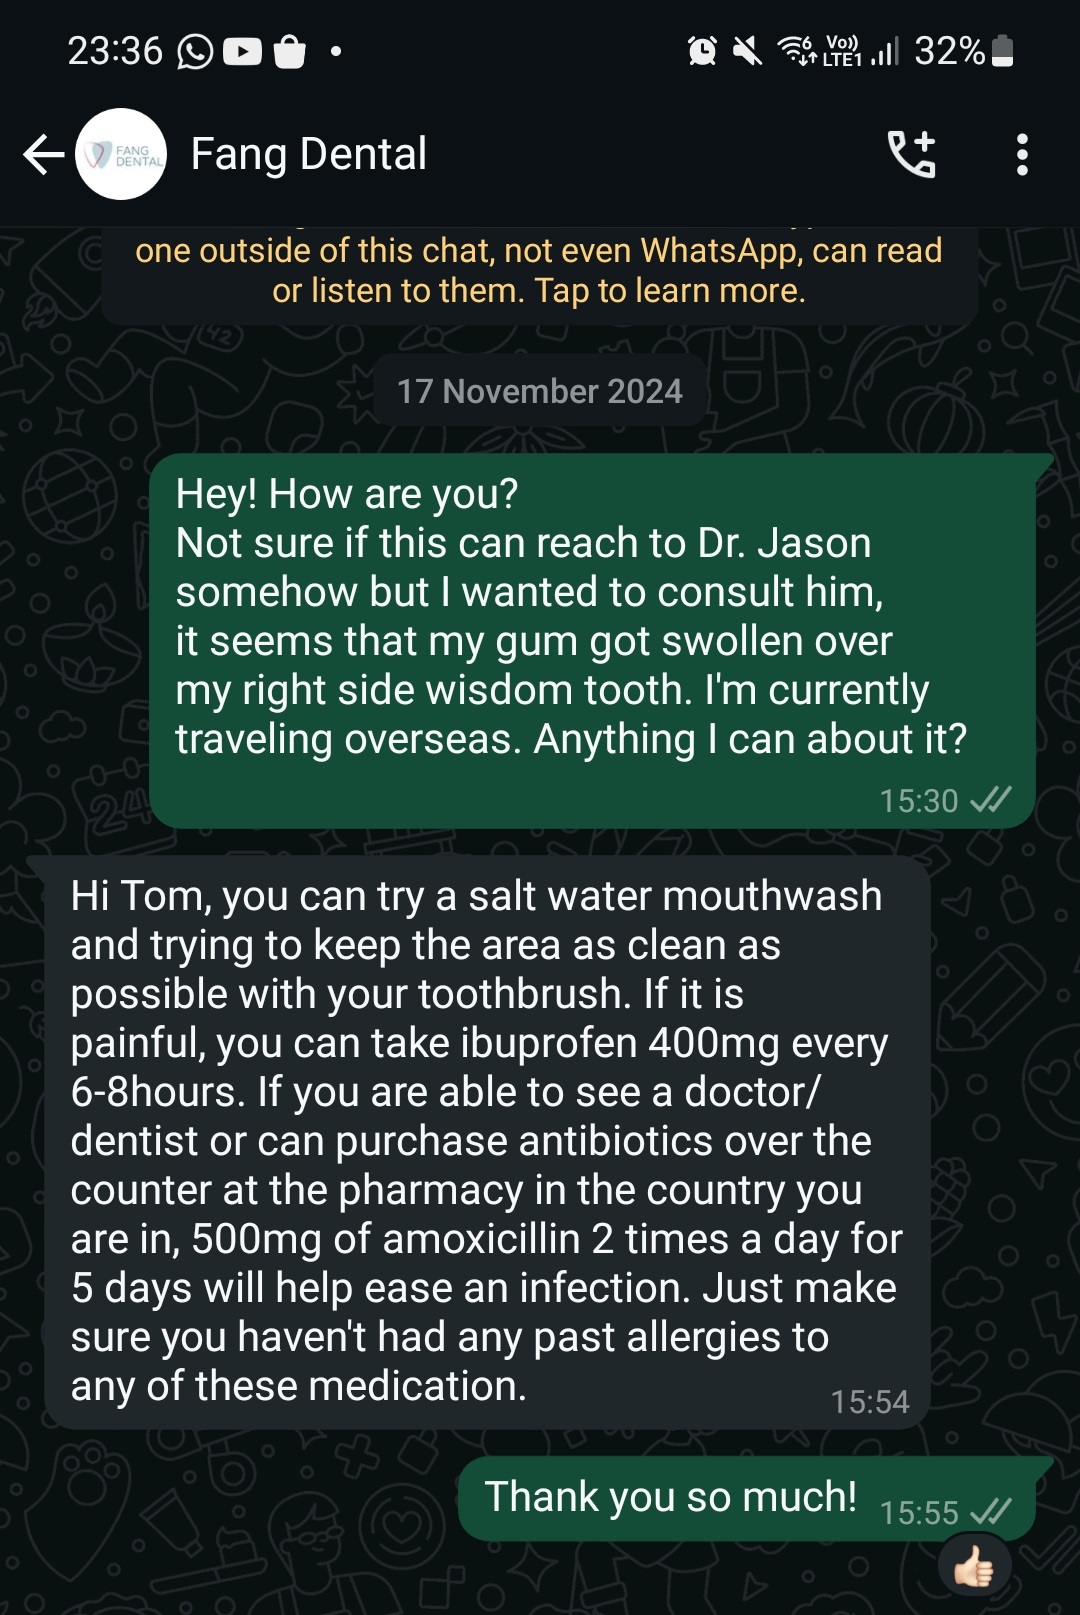 23:36
Vo))
LTE1
32%
FANG
DENTAL
Fang Dental
one outside of this chat, not even WhatsApp, can read
or listen to them. Tap to learn more.
17 November 2024
Hey! How are you?
Not sure if this can reach to Dr. Jason
somehow but I wanted to consult him,
it seems that my gum got swollen over
my right side wisdom tooth. I'm currently
traveling overseas. Anything I can about it?
15:30
Hi Tom, you can try a salt water mouthwash
and trying to keep the area as clean as
possible with your toothbrush. If it is
painful, you can take ibuprofen 400mg every
6-8hours. If you are able to see a doctor/
dentist or can purchase antibiotics over the
counter at the pharmacy in the country you
are in, 500mg of amoxicillin 2 times a day for
5 days will help ease an infection. Just make
sure you haven't had any past allergies to
any of these medication.
15:54
Thank you so much!
15:55